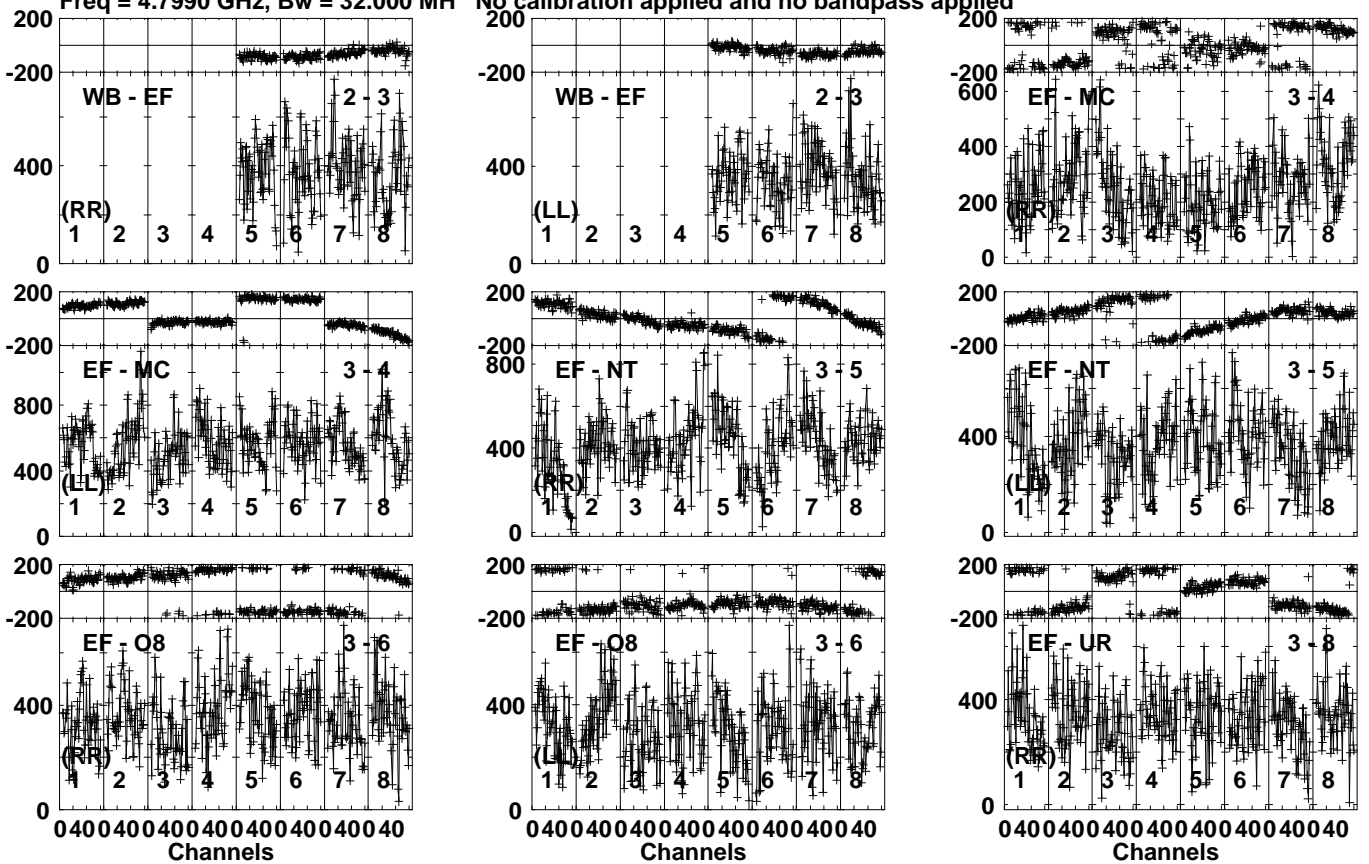 Freq = 4.7990 GHz, Bw = 32.000 MH No calibration applied and no bandpass applied
200
-200
WB - EF 2 - 3
400
(RR)
1 2 3 4 5 6 7 8
0
200
-200
WB - EF 2 - 3
400
(LL)
1 2 3 4 5 6 7 8
0
200
-200
600
EF - MC 3 - 4
400
200
(RR)
1 2 3 4 5 6 7 8
0
200
-200
EF - MC 3 - 4
800
400
(LL)
1 2 3 4 5 6 7 8
0
200
-200
800
EF - NT 3 - 5
400
(RR)
1 2 3 4 5 6 7 8
0
200
-200
EF - NT 3 - 5
400
(LL)
1 2 3 4 5 6 7 8
0
200
-200
EF - O8 3 - 6
400
(RR)
1 2 3 4 5 6 7 8
0
200
-200
EF - O8 3 - 6
400
(LL)
1 2 3 4 5 6 7 8
0
200
-200
EF - UR 3 - 8
400
(RR)
1 2 3 4 5 6 7 8
0
0 40 0 40 0 40 0 40 0 40 0 40 0 40 0 40
Channels
0 40 0 40 0 40 0 40 0 40 0 40 0 40 0 40
Channels
0 40 0 40 0 40 0 40 0 40 0 40 0 40 0 40
Channels